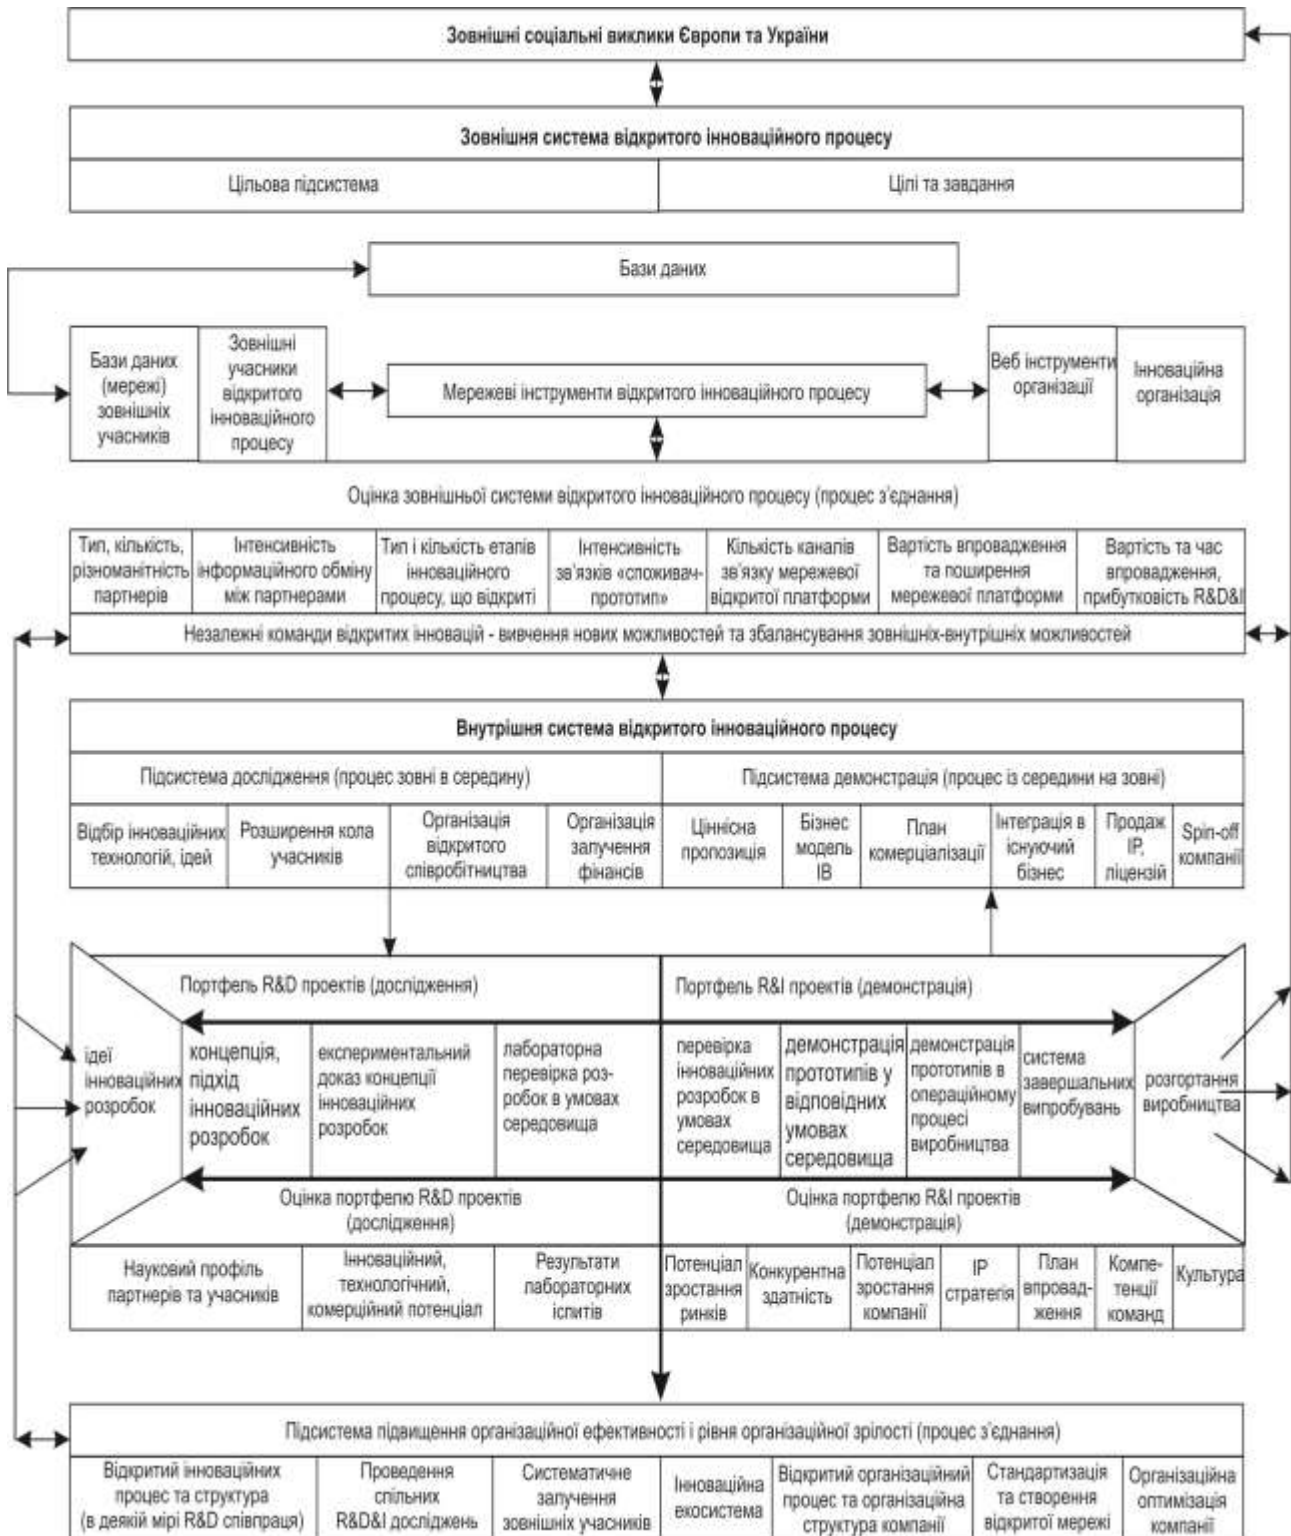 Зовнішні соціальні виклики Європи та України
Зовнішня система відкритого інноваційного процесу
Цільова підсистема
Цілі та завдання
Бази даних
Бази даних
(мережі)
зовнішніх
учасників
Зовнішні
учасники
відкритого
інноваційного
процесу
Мережеві інструменти відкритого інноваційного процесу
Веб інструменти
організації
Інноваційна
організація
Оцінка зовнішньої системи відкритого інноваційного процесу (процес з’єднання)
Тип, кількість,
різноманітність
партнерів
Інтенсивність
інформаційного обміну
між партнерами
Тип і кількість етапів
інноваційного
процесу, що відкриті
Інтенсивність
зв’язків «споживач-
прототип»
Кількість каналів
зв’язку мережевої
відкритої платформи
Вартість впровадження
та поширення
мережевої платформи
Вартість та час
впровадження,
прибутковість R&D&I
Незалежні команди відкритих інновацій - вивчення нових можливостей та збалансування зовнішніх-внутрішніх можливостей
Внутрішня система відкритого інноваційного процесу
Підсистема дослідження (процес зовні в середину)
Підсистема демонстрація (процес із середини на зовні)
Відбір інноваційних
технологій, ідей
Розширення кола
учасників
Організація
відкритого
співробітництва
Організація
залучення
фінансів
Ціннісна
пропозиція
Бізнес
модель
ІВ
План
комерціалізації
Інтеграція в
існуючий
бізнес
Продаж
ІР,
ліцензій
Spin-off
компанії
Портфель R&D проектів (дослідження)
Портфель R&I проектів (демонстрація)
ідеї
інноваційних
розробок
концепція,
підхід
інноваційних
розробок
експериментальний
доказ концепції
інноваційних
розробок
лабораторна
перевірка роз-
робок в умовах
середовища
перевірка
інноваційних
розробок в
умовах
середовища
демонстрація
прототипів у
відповідних
умовах
середовища
демонстрація
прототипів в
операційному
процесі
виробництва
система
завершальних
випробувань
розгортання
виробництва
Оцінка портфелю R&D проектів
(дослідження)
Оцінка портфелю R&I проектів
(демонстрація)
Науковий профіль
партнерів та учасників
Інноваційний,
технологічний,
комерційний потенціал
Результати
лабораторних
іспитів
Потенціал
зростання
ринків
Конкурентна
здатність
Потенціал
зростання
компанії
ІР
стратегія
План
впровад-
ження
Компе-
тенції
команд
Культура
Підсистема підвищення організаційної ефективності і рівня організаційної зрілості (процес з’єднання)
Відкритий інноваційних
процес та структура
(в деякій мірі R&D співпраця)
Проведення
спільних
R&D&I досліджень
Систематичне
залучення
зовнішніх учасників
Інноваційна
екосистема
Відкритий організаційний
процес та організаційна
структура компанії
Стандартизація
та створення
відкритої мережі
Організаційна
оптимізація
компанії